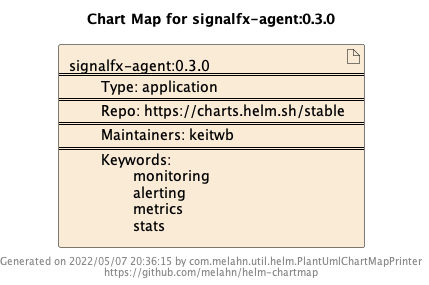 Chart Map for signalfx-agent:0.3.0
signalfx-agent:0.3.0
Type: application
Repo: https://charts.helm.sh/stable
Maintainers: keitwb
Keywords:
monitoring
alerting
metrics
stats
Generated on 2022/05/07 20:36:15 by com.melahn.util.helm.PlantUmlChartMapPrinter
https://github.com/melahn/helm-chartmap